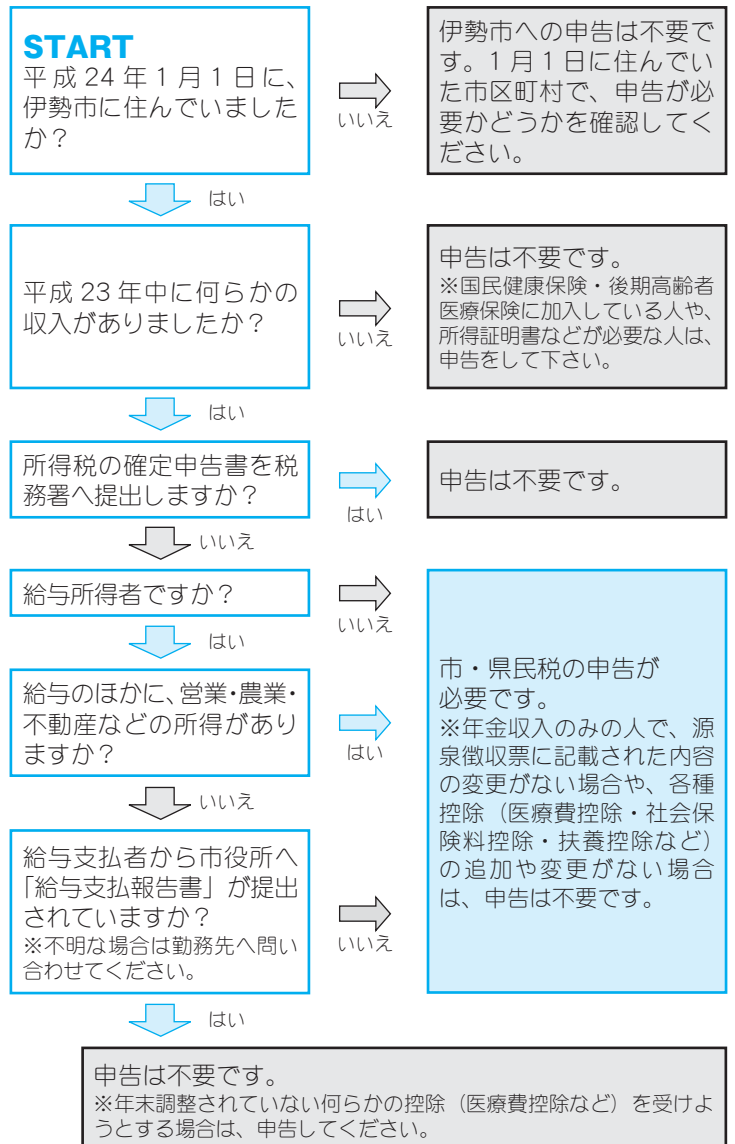 START
平成24年1月1日に、
伊勢市に住んでいました
か？
いいえ
伊勢市への申告は不要で
す。1月1日に住んでい
た市区町村で、申告が必
要かどうかを確認してく
ださい。
はい
平成23年中に何らかの
収入がありましたか？
いいえ
申告は不要です。
※国民健康保険・後期高齢者
医療保険に加入している人や、
所得証明書などが必要な人は、
申告をして下さい。
はい
所得税の確定申告書を税
務署へ提出しますか？
はい
申告は不要です。
いいえ
給与所得者ですか？
いいえ
はい
給与のほかに、営業・農業・
不動産などの所得があり
ますか？
はい
いいえ
給与支払者から市役所へ
「給与支払報告書」が提出
されていますか？
※不明な場合は勤務先へ問い
合わせてください。
いいえ
市・県民税の申告が
必要です。
※年金収入のみの人で、源
泉徴収票に記載された内容
の変更がない場合や、各種
控除（医療費控除・社会保
険料控除・扶養控除など）
の追加や変更がない場合
は、申告は不要です。
はい
申告は不要です。
※年末調整されていない何らかの控除（医療費控除など）を受けよ
うとする場合は、申告してください。